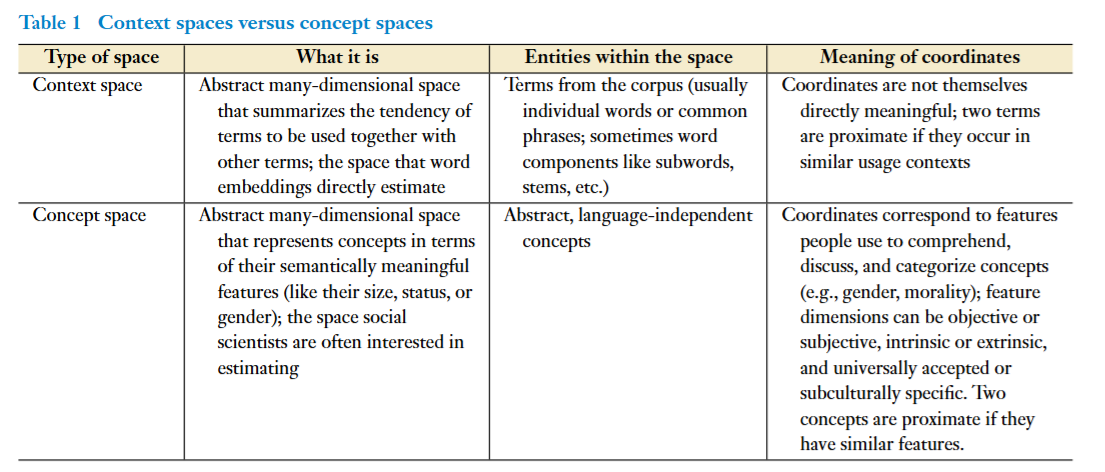 Table 1 Context spaces versus concept spaces
Type of space
What it is
Entities within the space
Meaning of coordinates
Context space
Abstract many-dimensional space
that summarizes the tendency of
terms to be used together with
other terms; the space that word
embeddings directly estimate
Terms from the corpus (usually
individual words or common
phrases; sometimes word
components like subwords,
stems, etc.)
Coordinates are not themselves
directly meaningful; two terms
are proximate if they occur in
similar usage contexts
Concept space
Abstract many-dimensional space
that represents concepts in terms
of their semantically meaningful
features (like their size, status, or
gender); the space social
scientists are often interested in
estimating
Abstract, language-independent
concepts
Coordinates correspond to features
people use to comprehend,
discuss, and categorize concepts
(e.g., gender, morality); feature
dimensions can be objective or
subjective, intrinsic or extrinsic,
and universally accepted or
subculturally specific. Two
concepts are proximate if they
have similar features.